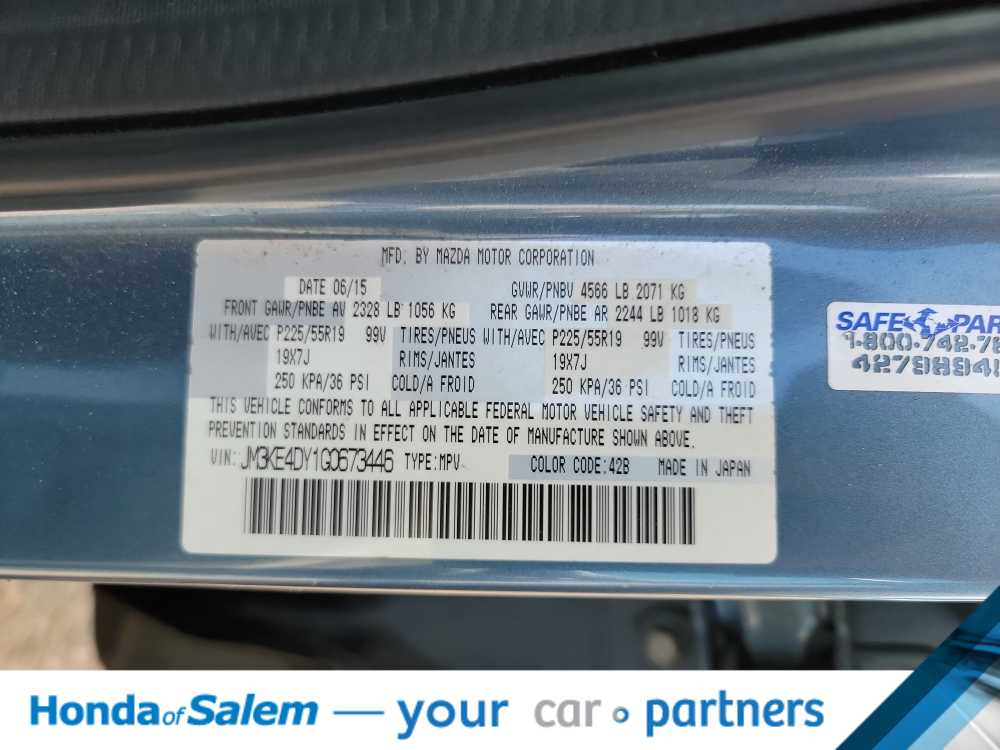 MFD. BY MAZDA MOTOR CORPORATION
DATE 06/15 GVWR/PNBV 4566 LB 2071 KG
FRONT GAWR/PNBE AV 2328 LB 1056 KG REAR GAWR/PNBE AR 2244 LB 1018 KG
WITH/AVEC P225/55R19 99V TIRES/PNEUS WITH/AVEC P225/55R19 99V TIRES/PNEUS
19X7J RIMS/JANTES 19X7J RIMS/JANTES
250 KPA/36 PSI COLD/A FROID 250 KPA/36 PSI COLD/A FROID
THIS VEHICLE CONFORMS TO ALL APPLICABLE FEDERAL MOTOR VEHICLE SAFETY AND THEFT
PREVENTION STANDARDS IN EFFECT ON THE DATE OF MANUFACTURE SHOWN ABOVE.
VIN: JM3KE4DY1G0673446 TYPE:MPV COLOR CODE:42B MADE IN JAPAN
SAFE PAR
1-800-742-78
4279894
Honda of Salem — your car partners